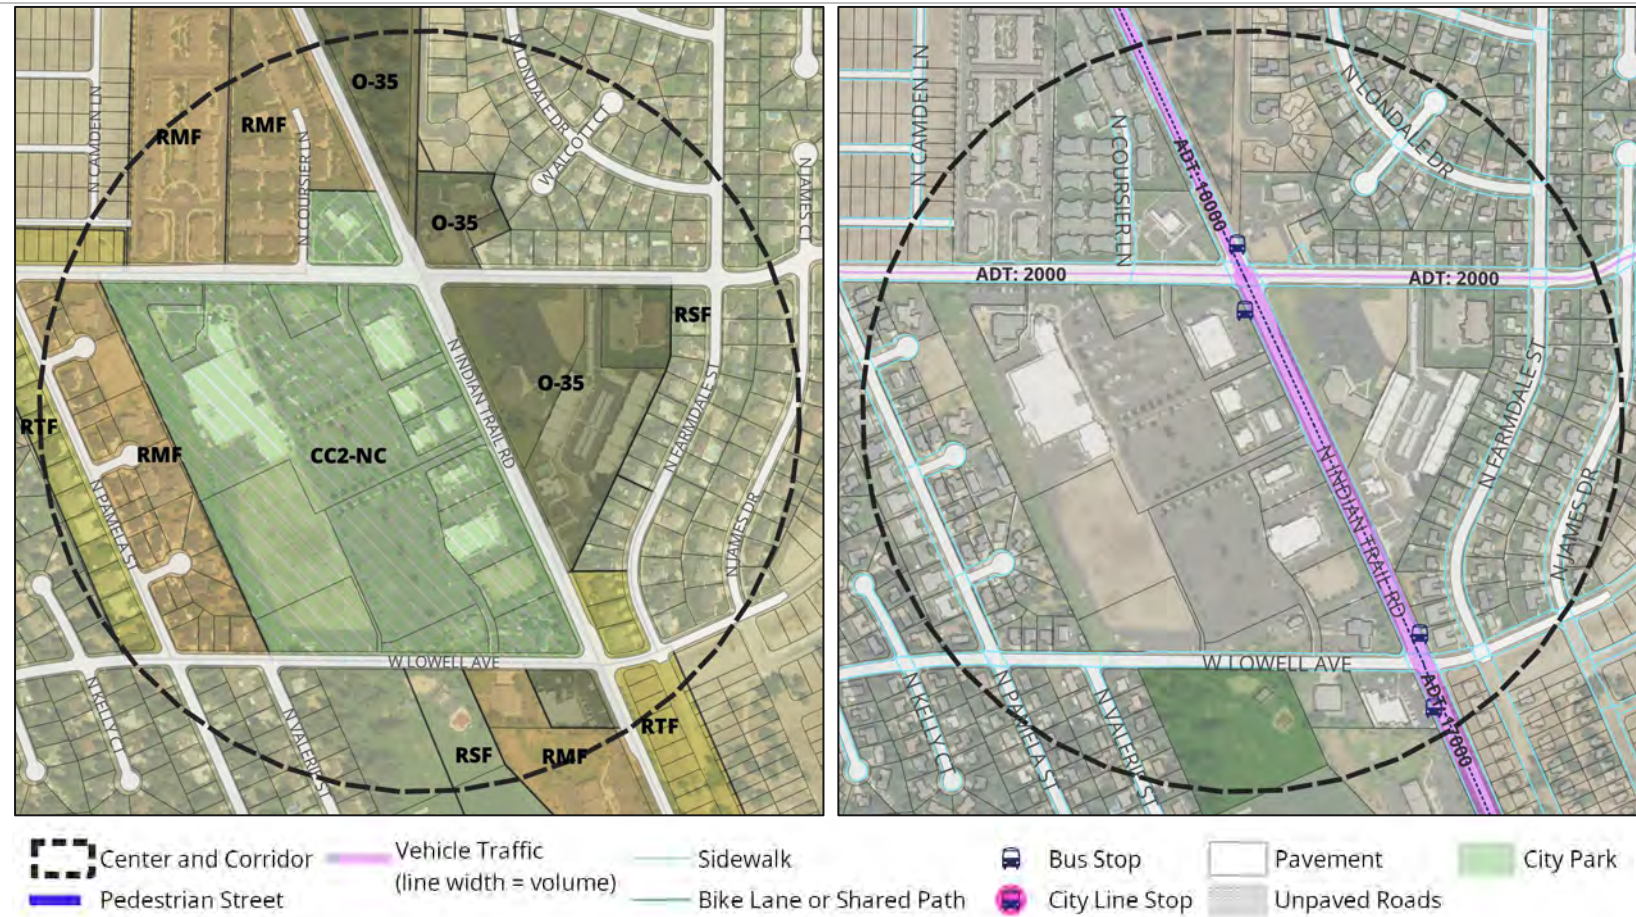 O-35
N LONDALE DR
N CAMDEN LN
RMF
RMF
W ALCOTT CT
N COURSIER LN
N JAMES CT
O-35
RSF
N INDIAN TRAIL RD
O-35
N FARMDALE ST
RTF
RMF
CC2-NC
N PAMELA ST
N JAMES DR
W LOWELL AVE
N KELLY CT
N VALERIE ST
RSF
RMF
RTF
N CAMDEN LN
N LONDALE DR
N COURSIER LN
ADT: 10000
ADT: 2000
ADT: 2000
N INDIAN TRAIL RD
N FARMDALE ST
N JAMES DR
W LOWELL AVE
N KELLY CT
N PAMELA ST
N VALERIE ST
ADT: 17000
Center and Corridor
Pedestrian Street
Vehicle Traffic
(line width = volume)
Sidewalk
Bike Lane or Shared Path
Bus Stop
City Line Stop
Pavement
Unpaved Roads
City Park